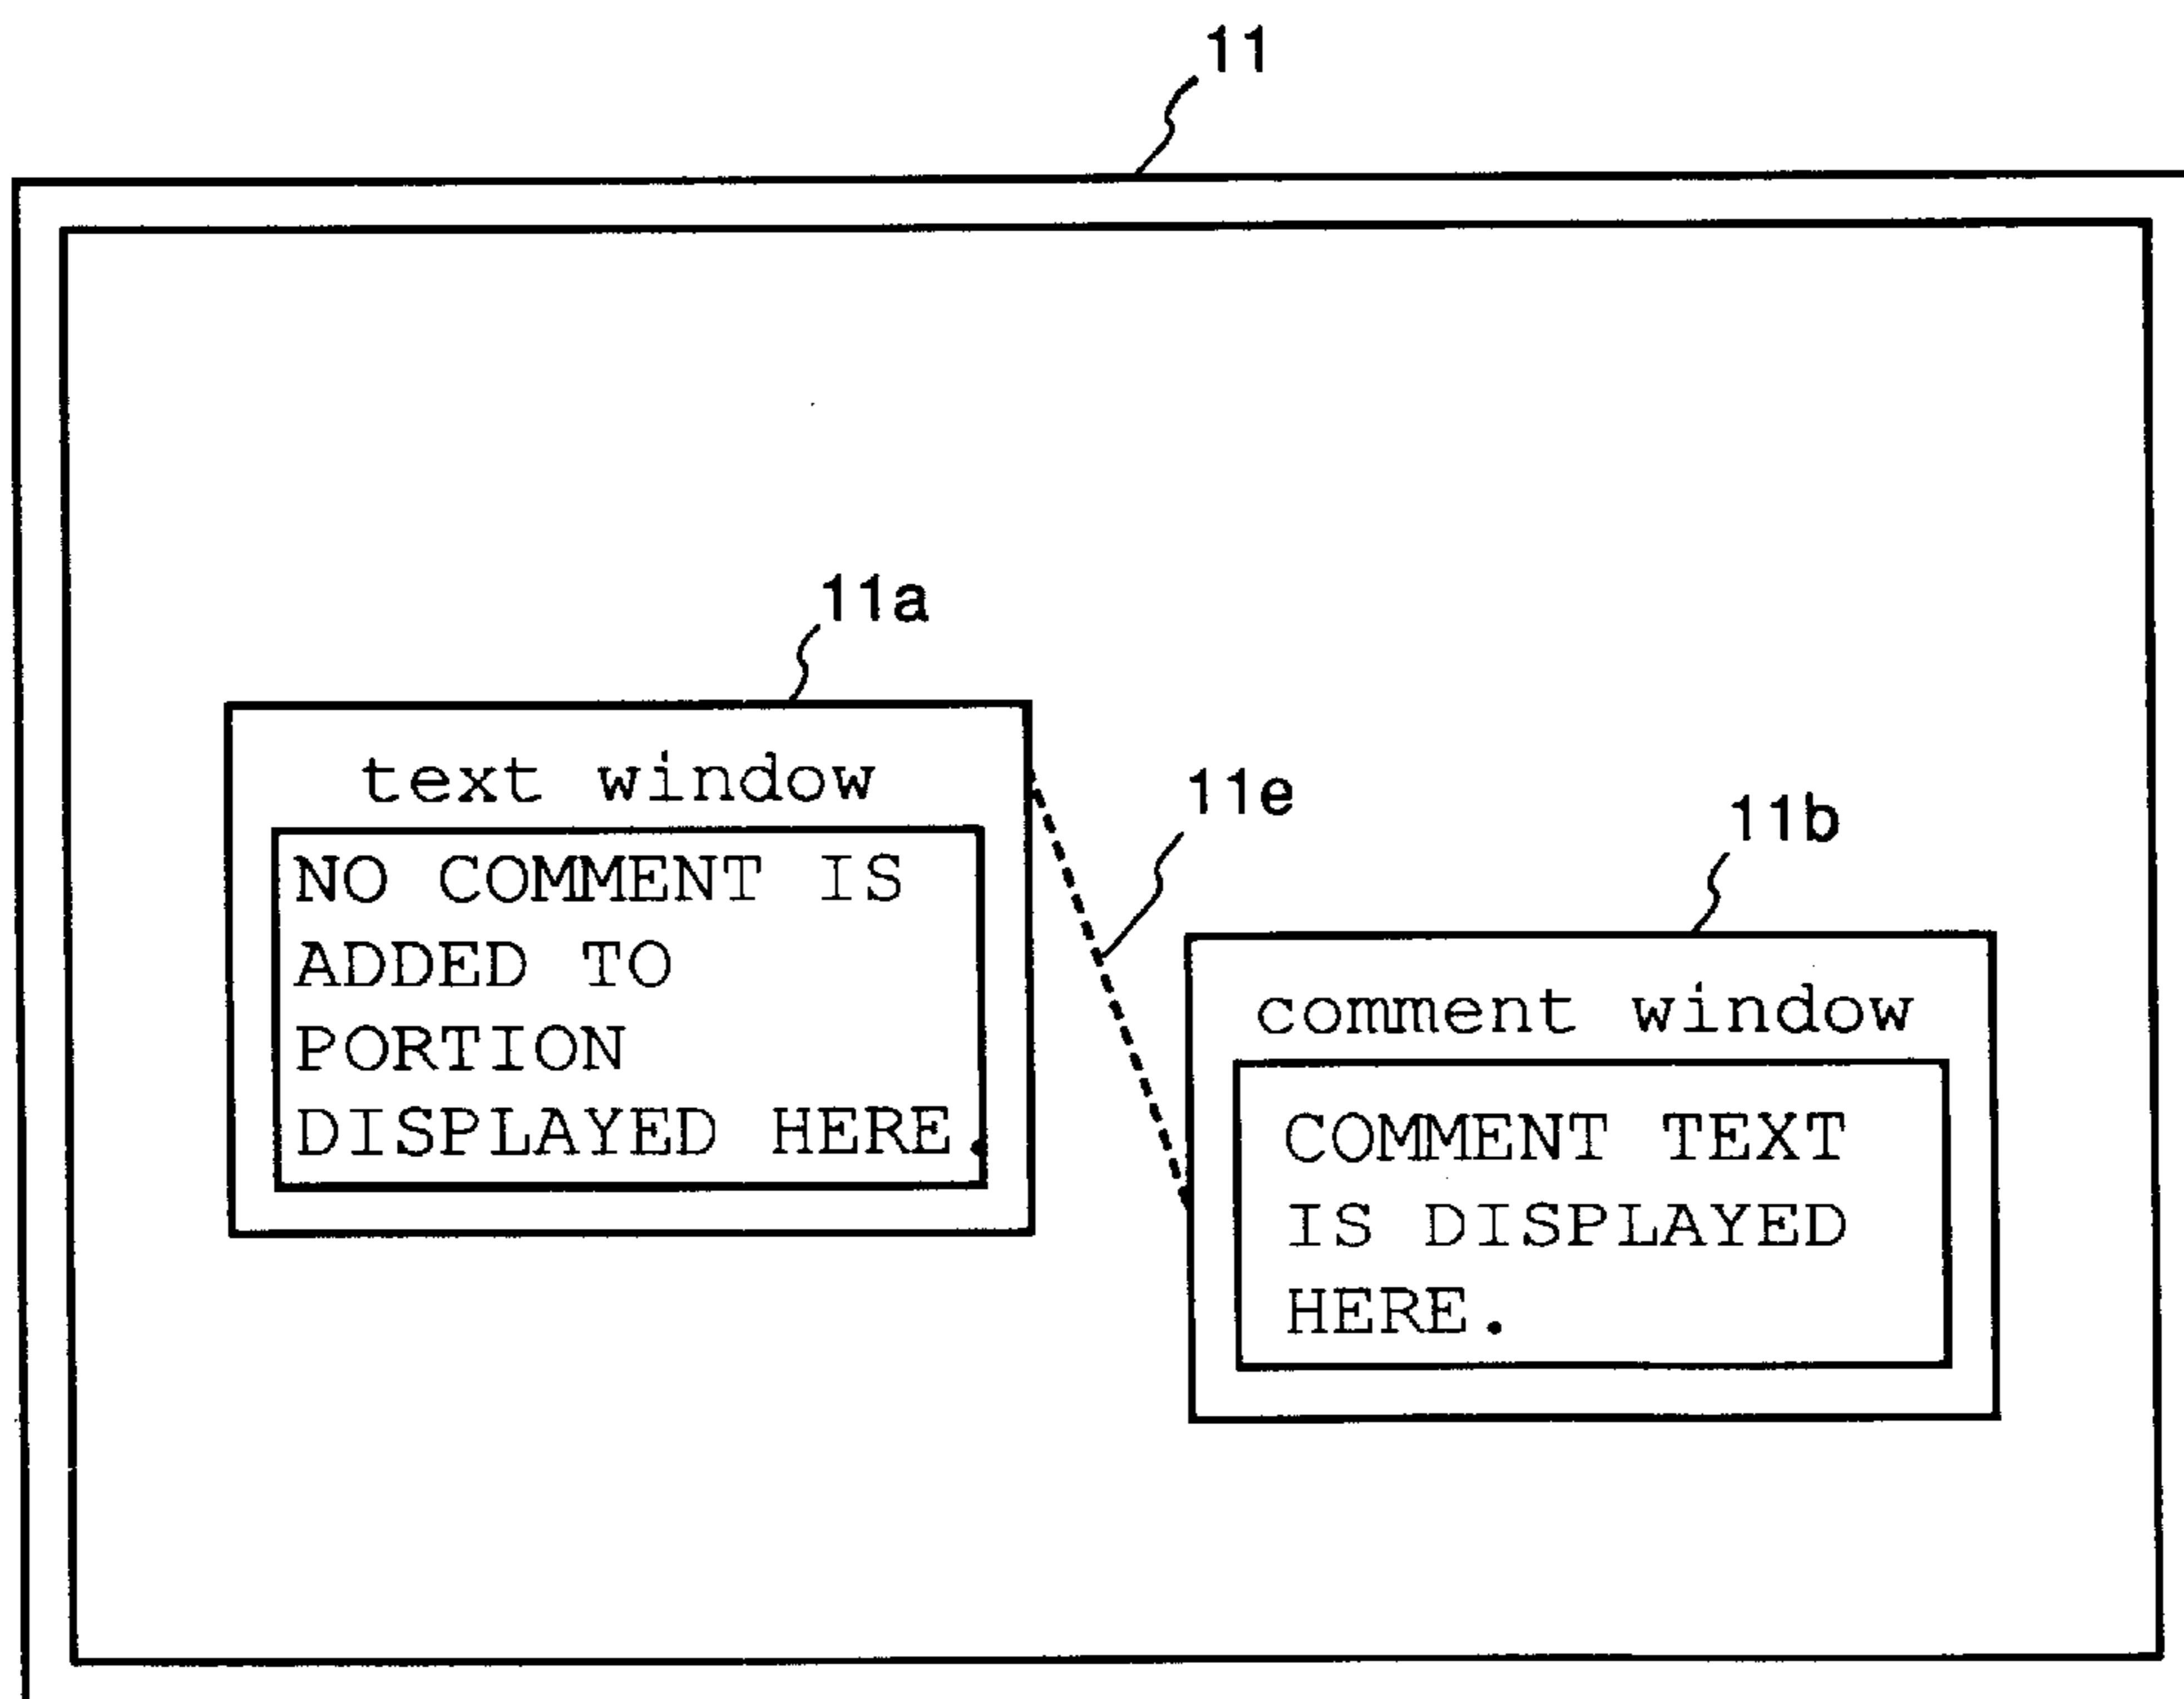 11
11a
text window
NO COMMENT IS
ADDED TO
PORTION
DISPLAYED HERE.
11e
11b
comment window
COMMENT TEXT
IS DISPLAYED
HERE.